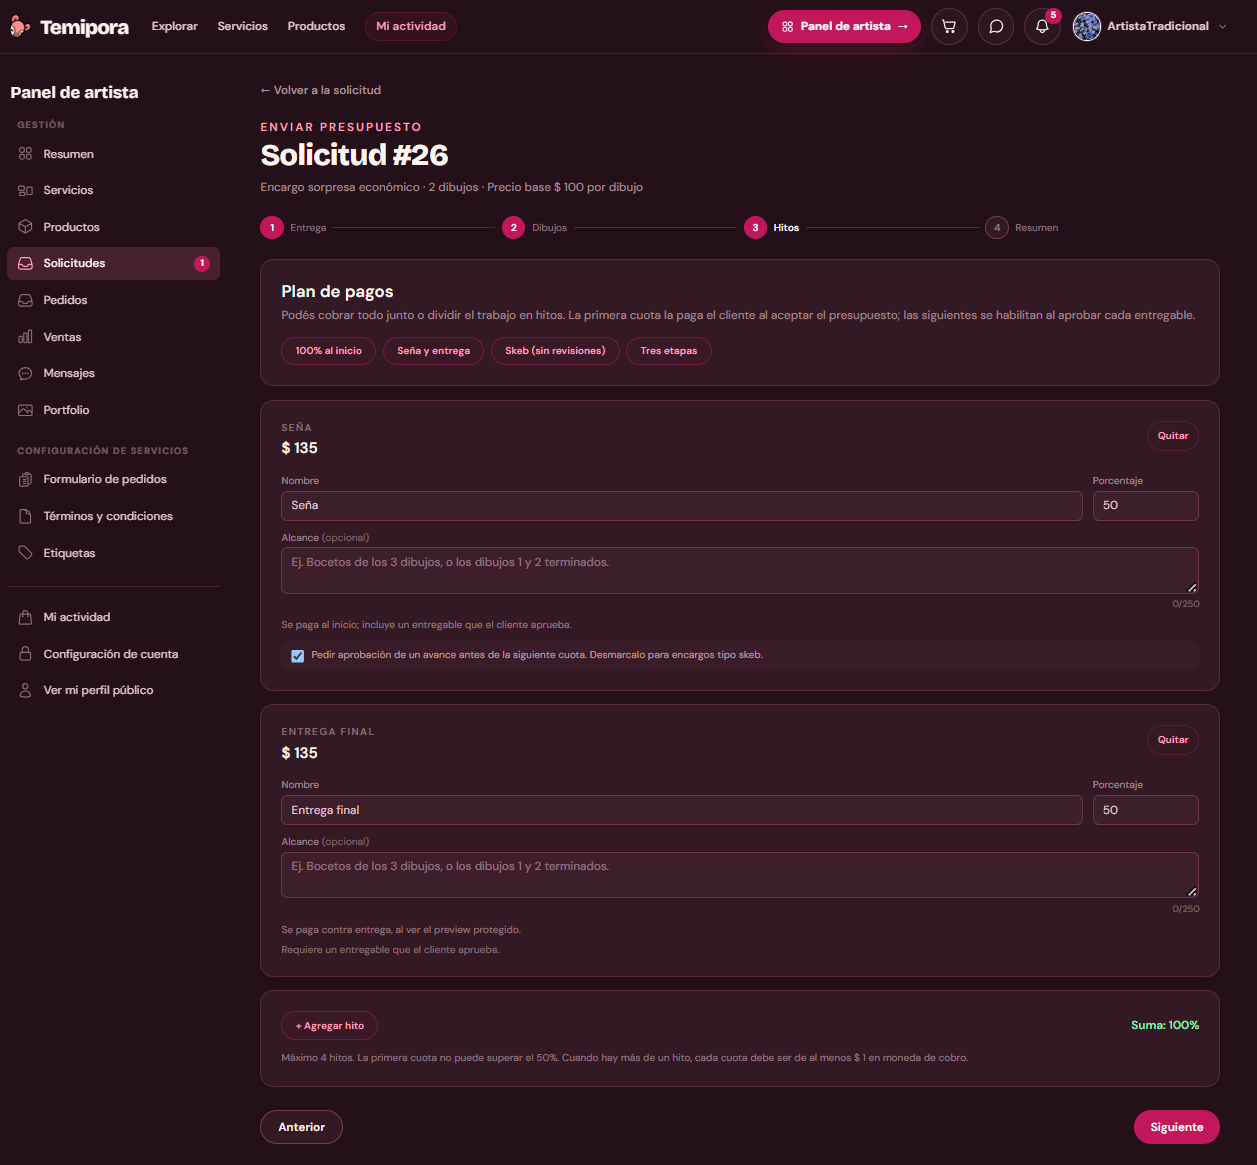 Temipora
Explorar
Servicios
Productos
Mi actividad
Panel de artista →
5
ArtistaTradicional
Panel de artista
GESTIÓN
Resumen
Servicios
Productos
Solicitudes
1
Pedidos
Ventas
Mensajes
Portfolio
CONFIGURACIÓN DE SERVICIOS
Formulario de pedidos
Términos y condiciones
Etiquetas
Mi actividad
Configuración de cuenta
Ver mi perfil público
← Volver a la solicitud
ENVIAR PRESUPUESTO
Solicitud #26
Encargo sorpresa económico · 2 dibujos · Precio base $ 100 por dibujo
1 Entrega
2 Dibujos
3 Hitos
4 Resumen
Plan de pagos
Podés cobrar todo junto o dividir el trabajo en hitos. La primera cuota la paga el cliente al aceptar el presupuesto; las siguientes se habilitan al aprobar cada entregable.
100% al inicio
Seña y entrega
Skeb (sin revisiones)
Tres etapas
SEÑA
$ 135
Quitar
Nombre
Porcentaje
Seña
50
Alcance (opcional)
Ej. Bocetos de los 3 dibujos, o los dibujos 1 y 2 terminados.
0/250
Se paga al inicio; incluye un entregable que el cliente aprueba.
Pedir aprobación de un avance antes de la siguiente cuota. Desmarcalo para encargos tipo skeb.
ENTREGA FINAL
$ 135
Quitar
Nombre
Porcentaje
Entrega final
50
Alcance (opcional)
Ej. Bocetos de los 3 dibujos, o los dibujos 1 y 2 terminados.
0/250
Se paga contra entrega, al ver el preview protegido.
Requiere un entregable que el cliente aprueba.
+ Agregar hito
Suma: 100%
Máximo 4 hitos. La primera cuota no puede superar el 50%. Cuando hay más de un hito, cada cuota debe ser de al menos $ 1 en moneda de cobro.
Anterior
Siguiente